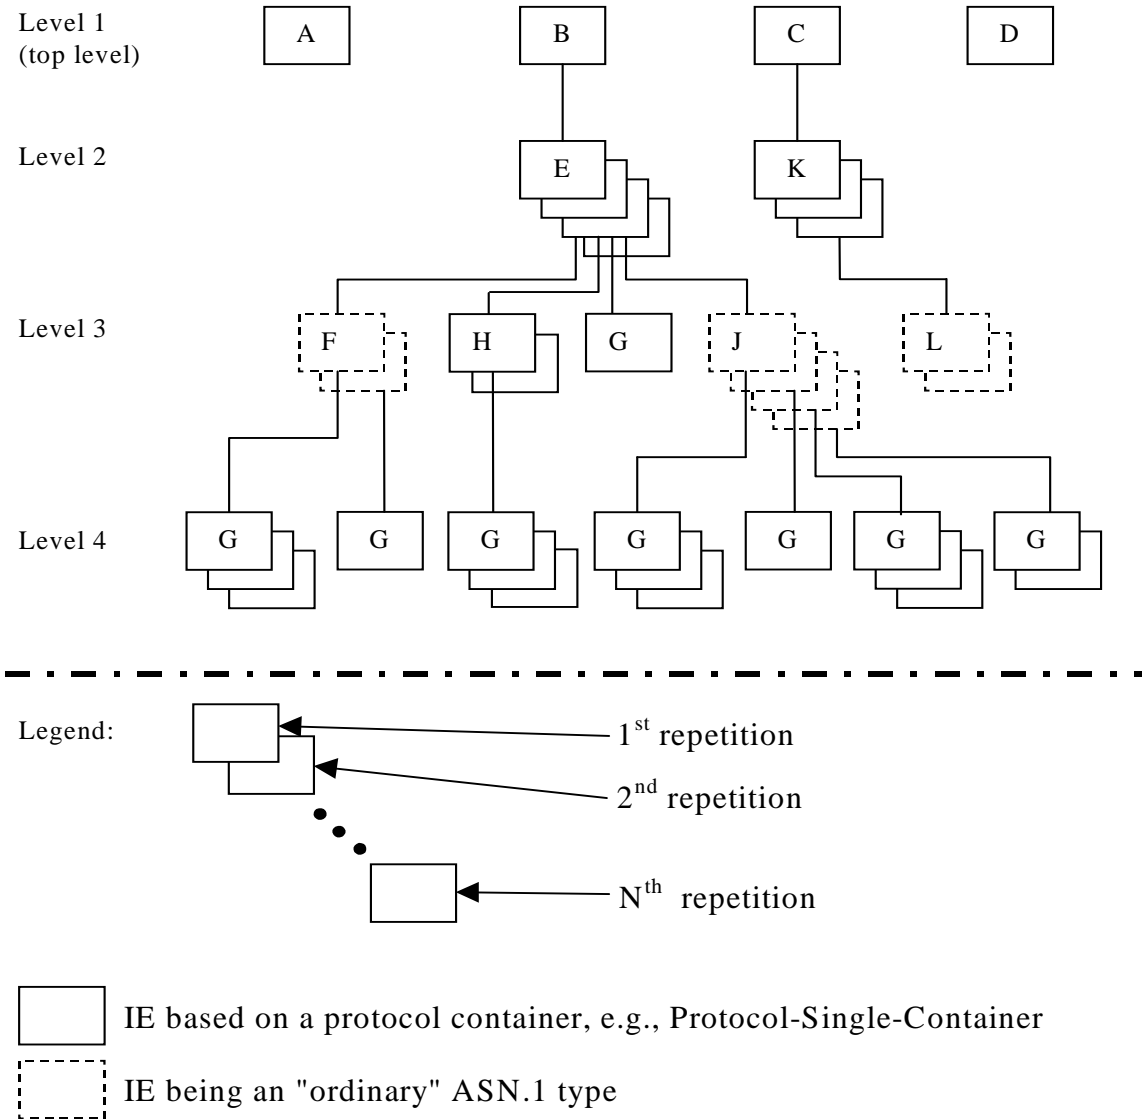 Level 1
(top level)
A
B
C
D
Level 2
E
K
Level 3
F
H
G
J
L
Level 4
G
G
G
G
G
G
G
Legend:
1st repetition
2nd repetition
Nth repetition
IE based on a protocol container, e.g., Protocol-Single-Container
IE being an "ordinary" ASN.1 type